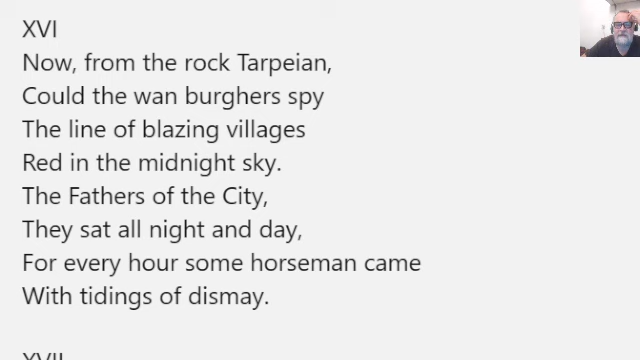 XVI
Now, from the rock Tarpeian,
Could the wan burghers spy
The line of blazing villages
Red in the midnight sky.
The Fathers of the City,
They sat all night and day,
For every hour some horseman came
With tidings of dismay.
XVII